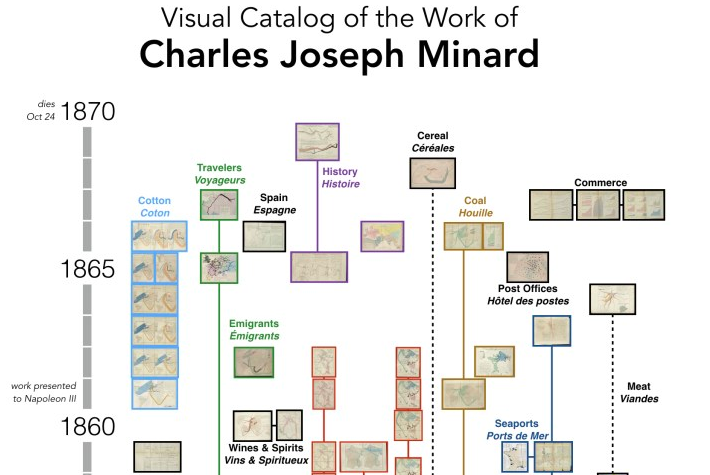 Visual Catalog of the Work of
Charles Joseph Minard
dies
Oct 24
1870
Cereal
Céréales
Travelers
Voyageurs
History
Histoire
Spain
Espagne
Cotton
Coton
Coal
Houille
Commerce
1865
Post Offices
Hôtel des postes
Emigrants
Émigrants
work presented
to Napoleon III
Meat
Viandes
1860
Seaports
Ports de Mer
Wines & Spirits
Vins & Spiritueux